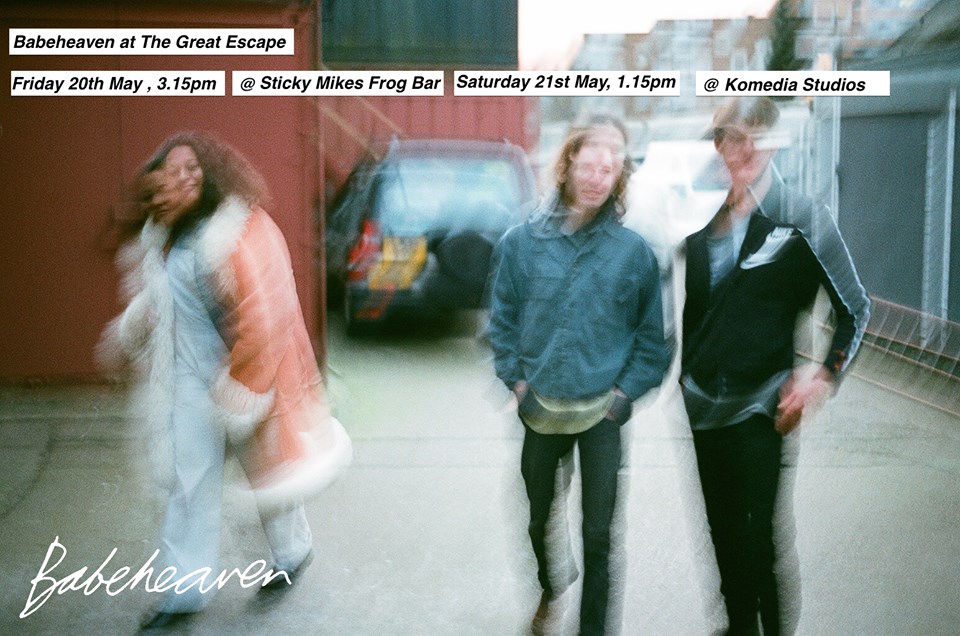 Babeheaven at The Great Escape
Friday 20th May , 3.15pm @ Sticky Mikes Frog Bar Saturday 21st May, 1.15pm @ Komedia Studios
Babeheaven